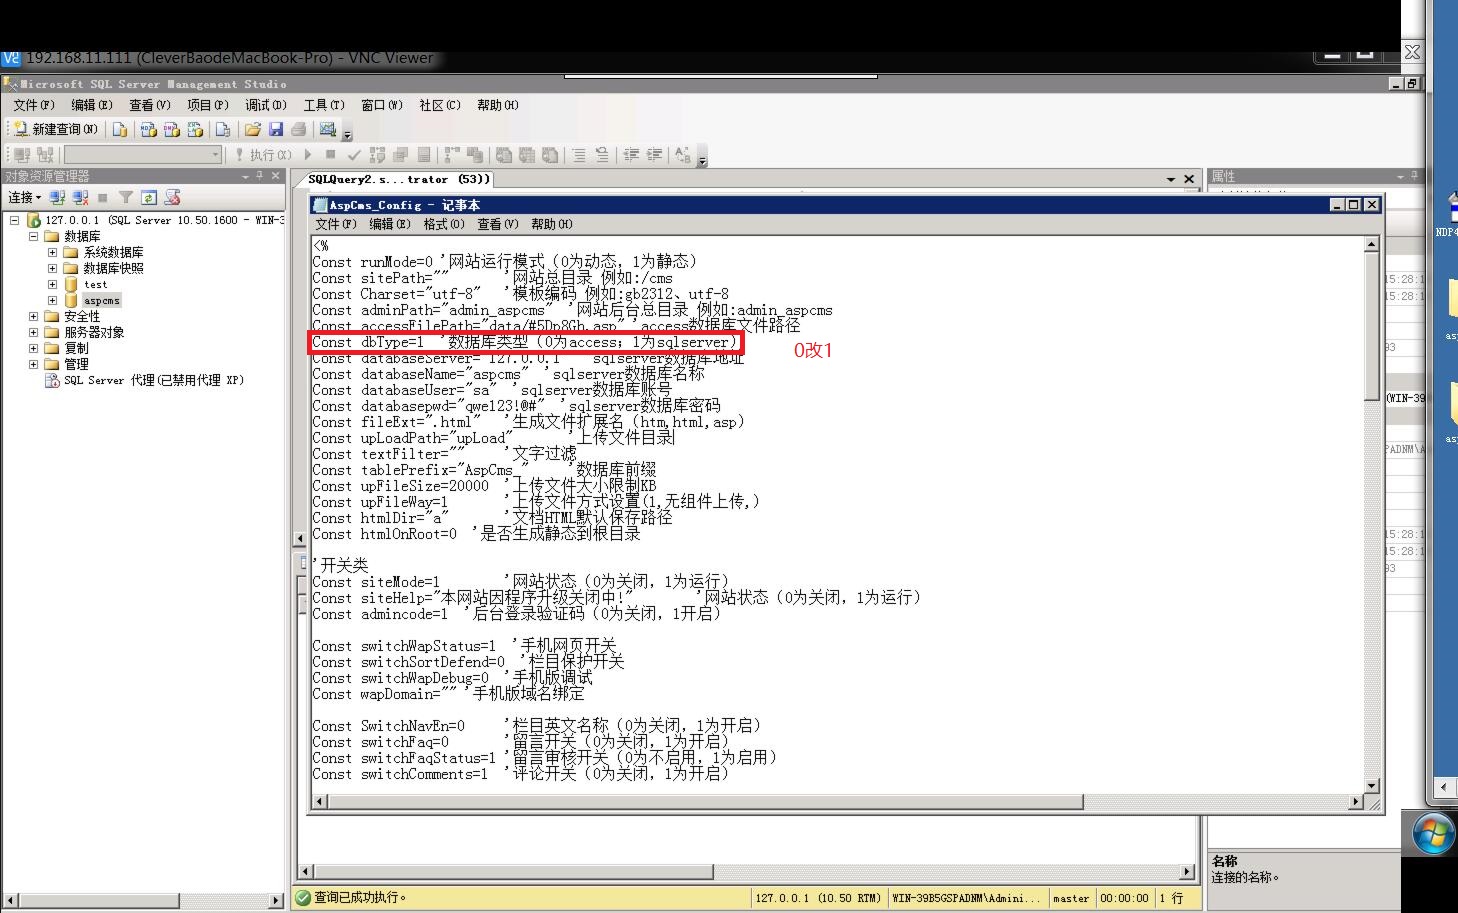 192.168.11.111 (CleverBaodeMacBook-Pro) - VNC Viewer
Microsoft SQL Server Management Studio
文件(F) 编辑(E) 查看(V) 项目(P) 调试(D) 工具(T) 窗口(W) 社区(C) 帮助(H)
新建查询(N)
执行(X)
对象资源管理器
连接
127.0.0.1 (SQL Server 10.50.1600 - WIN-3
数据库
系统数据库
数据库快照
test
aspcms
安全性
服务器对象
复制
管理
SQL Server 代理(已禁用代理 XP)
SQLQuery2.s...trator (53))
属性
AspCms_Config - 记事本
文件(F) 编辑(E) 格式(O) 查看(V) 帮助(H)
<%
Const runMode=0 '网站运行模式（0为动态，1为静态）
Const sitePath="" '网站总目录 例如:/cms
Const Charset="utf-8" '模板编码 例如:gb2312、utf-8
Const adminPath="admin_aspcms" '网站后台总目录 例如:admin_aspcms
Const accessFilePath="data/#5Dp8Gh.asp" 'access数据库文件路径
Const dbType=1 '数据库类型（0为access；1为sqlserver）
0改1
Const databaseServer="127.0.0.1" 'sqlserver数据库地址
Const databaseName="aspcms" 'sqlserver数据库名称
Const databaseUser="sa" 'sqlserver数据库账号
Const databasepwd="qwe123!@#" 'sqlserver数据库密码
Const fileExt=".html" '生成文件扩展名（htm,html,asp）
Const upLoadPath="upLoad" '上传文件目录
Const textFilter="" '文字过滤
Const tablePrefix="AspCms_" '数据库前缀
Const upFileSize=20000 '上传文件大小限制KB
Const upFileWay=1 '上传文件方式设置(1,无组件上传,)
Const htmlDir="a" '文档HTML默认保存路径
Const htmlOnRoot=0 '是否生成静态到根目录
'开关类
Const siteMode=1 '网站状态（0为关闭，1为运行）
Const siteHelp="本网站因程序升级关闭中!" '网站状态（0为关闭，1为运行）
Const admincode=1 '后台登录验证码（0为关闭，1开启）
Const switchWapStatus=1 '手机网页开关
Const switchSortDefend=0 '栏目保护开关
Const switchWapDebug=0 '手机版调试
Const wapDomain="" '手机版域名绑定
Const SwitchNavEn=0 '栏目英文名称（0为关闭，1为开启）
Const switchFaq=0 '留言开关（0为关闭，1为开启）
Const switchFaqStatus=1 '留言审核开关（0为不启用，1为启用）
Const switchComments=1 '评论开关（0为关闭，1为开启）
15:28:1
15:28:1
93
(WIN-39
PADNM\A
15:28:1
15:28:1
93
NDP4
名称
连接的名称。
查询已成功执行。
127.0.0.1 (10.50 RTM) WIN-39B5GSPADNM\Admini... master 00:00:00 1 行